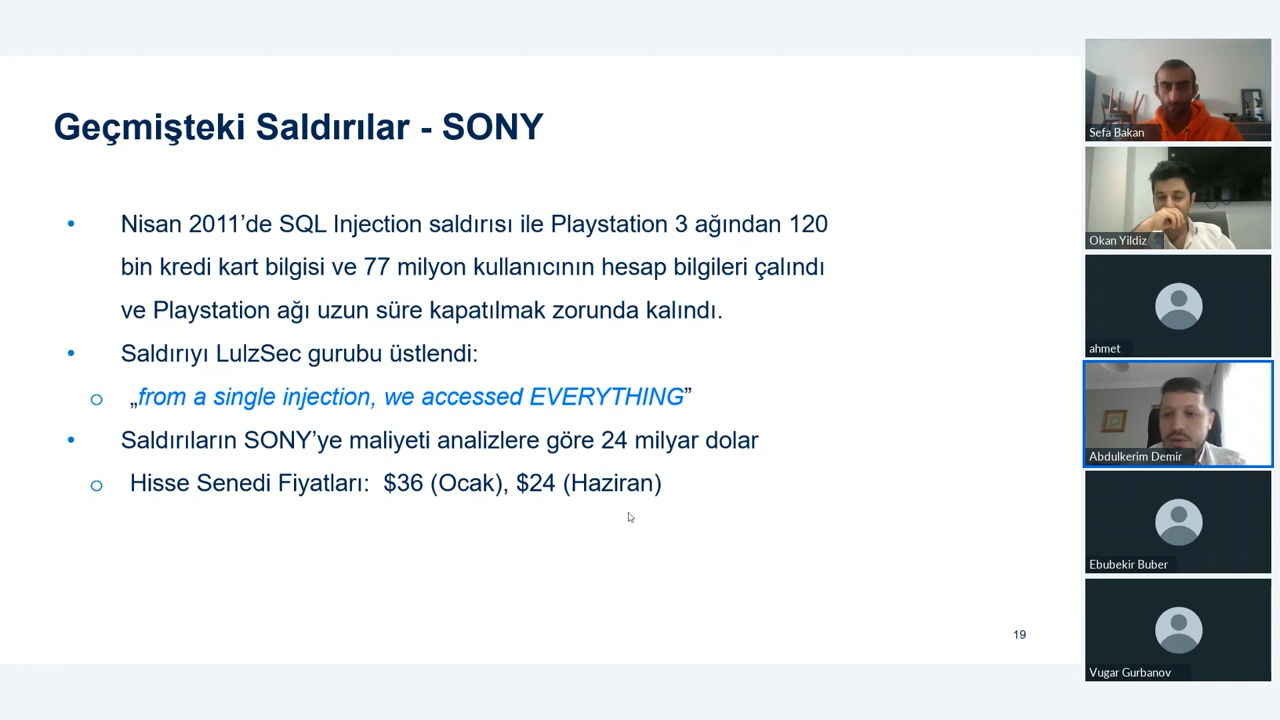 Geçmişteki Saldırılar - SONY
• Nisan 2011’de SQL Injection saldırısı ile Playstation 3 ağından 120
bin kredi kart bilgisi ve 77 milyon kullanıcının hesap bilgileri çalındı
ve Playstation ağı uzun süre kapatılmak zorunda kalındı.
• Saldırıyı LulzSec gurubu üstlendi:
o „from a single injection, we accessed EVERYTHING”
• Saldırıların SONY’ye maliyeti analizlere göre 24 milyar dolar
o Hisse Senedi Fiyatları: $36 (Ocak), $24 (Haziran)
19
Sefa Bakan
Okan Yildiz
ahmet
Abdulkerim Demir
Ebubekir Buber
Vugar Gurbanov